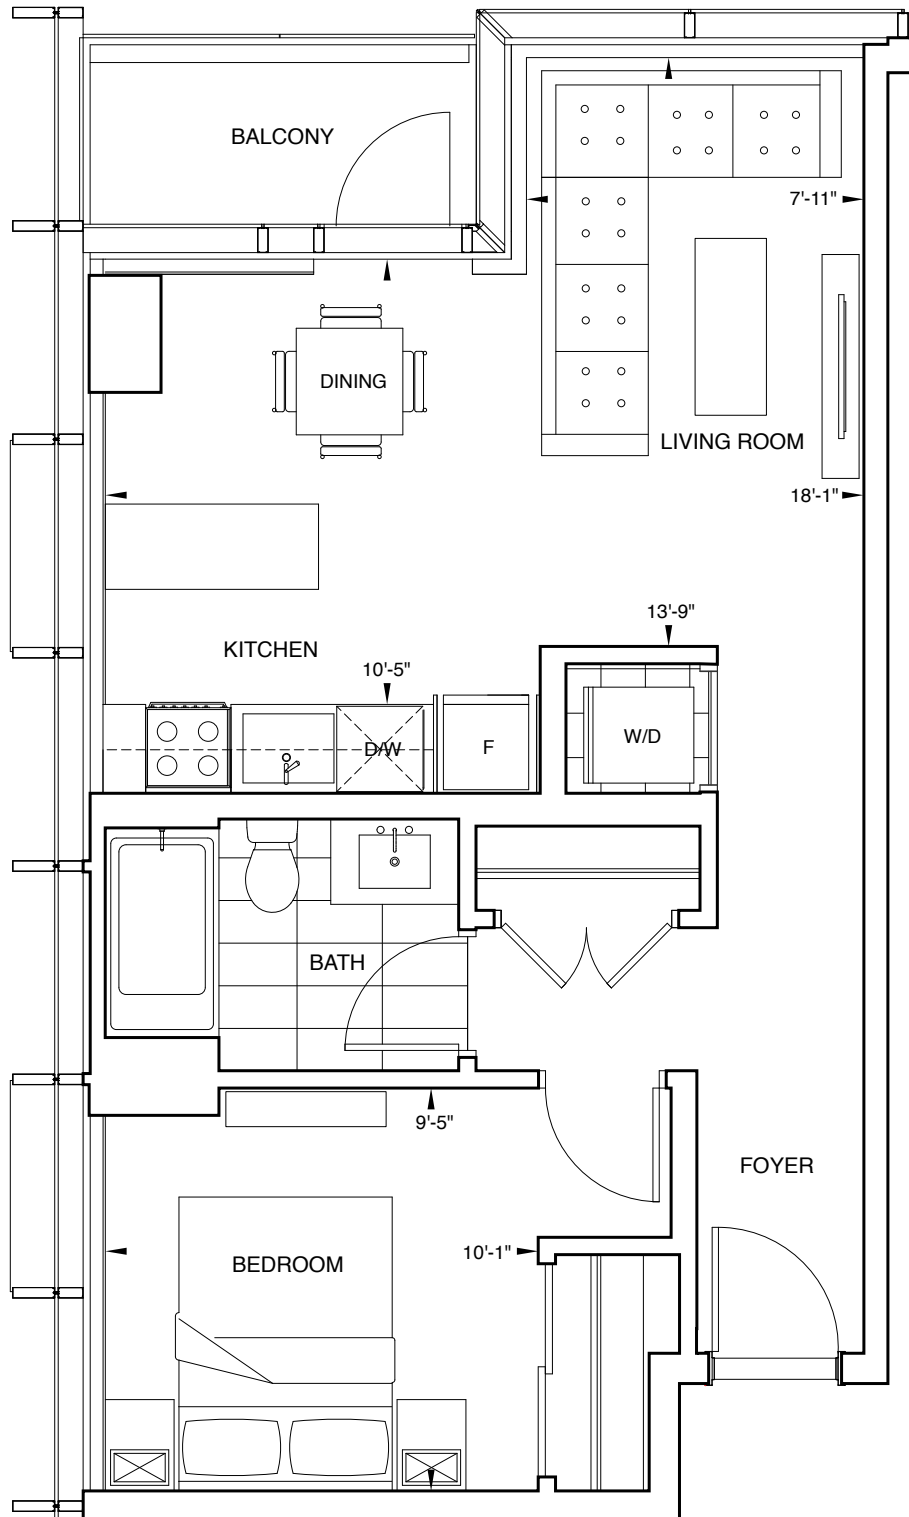 BALCONY
7'-11"
DINING
LIVING ROOM
18'-1"
13'-9"
KITCHEN
10'-5"
D/W
F
W/D
BATH
9'-5"
FOYER
10'-1"
BEDROOM